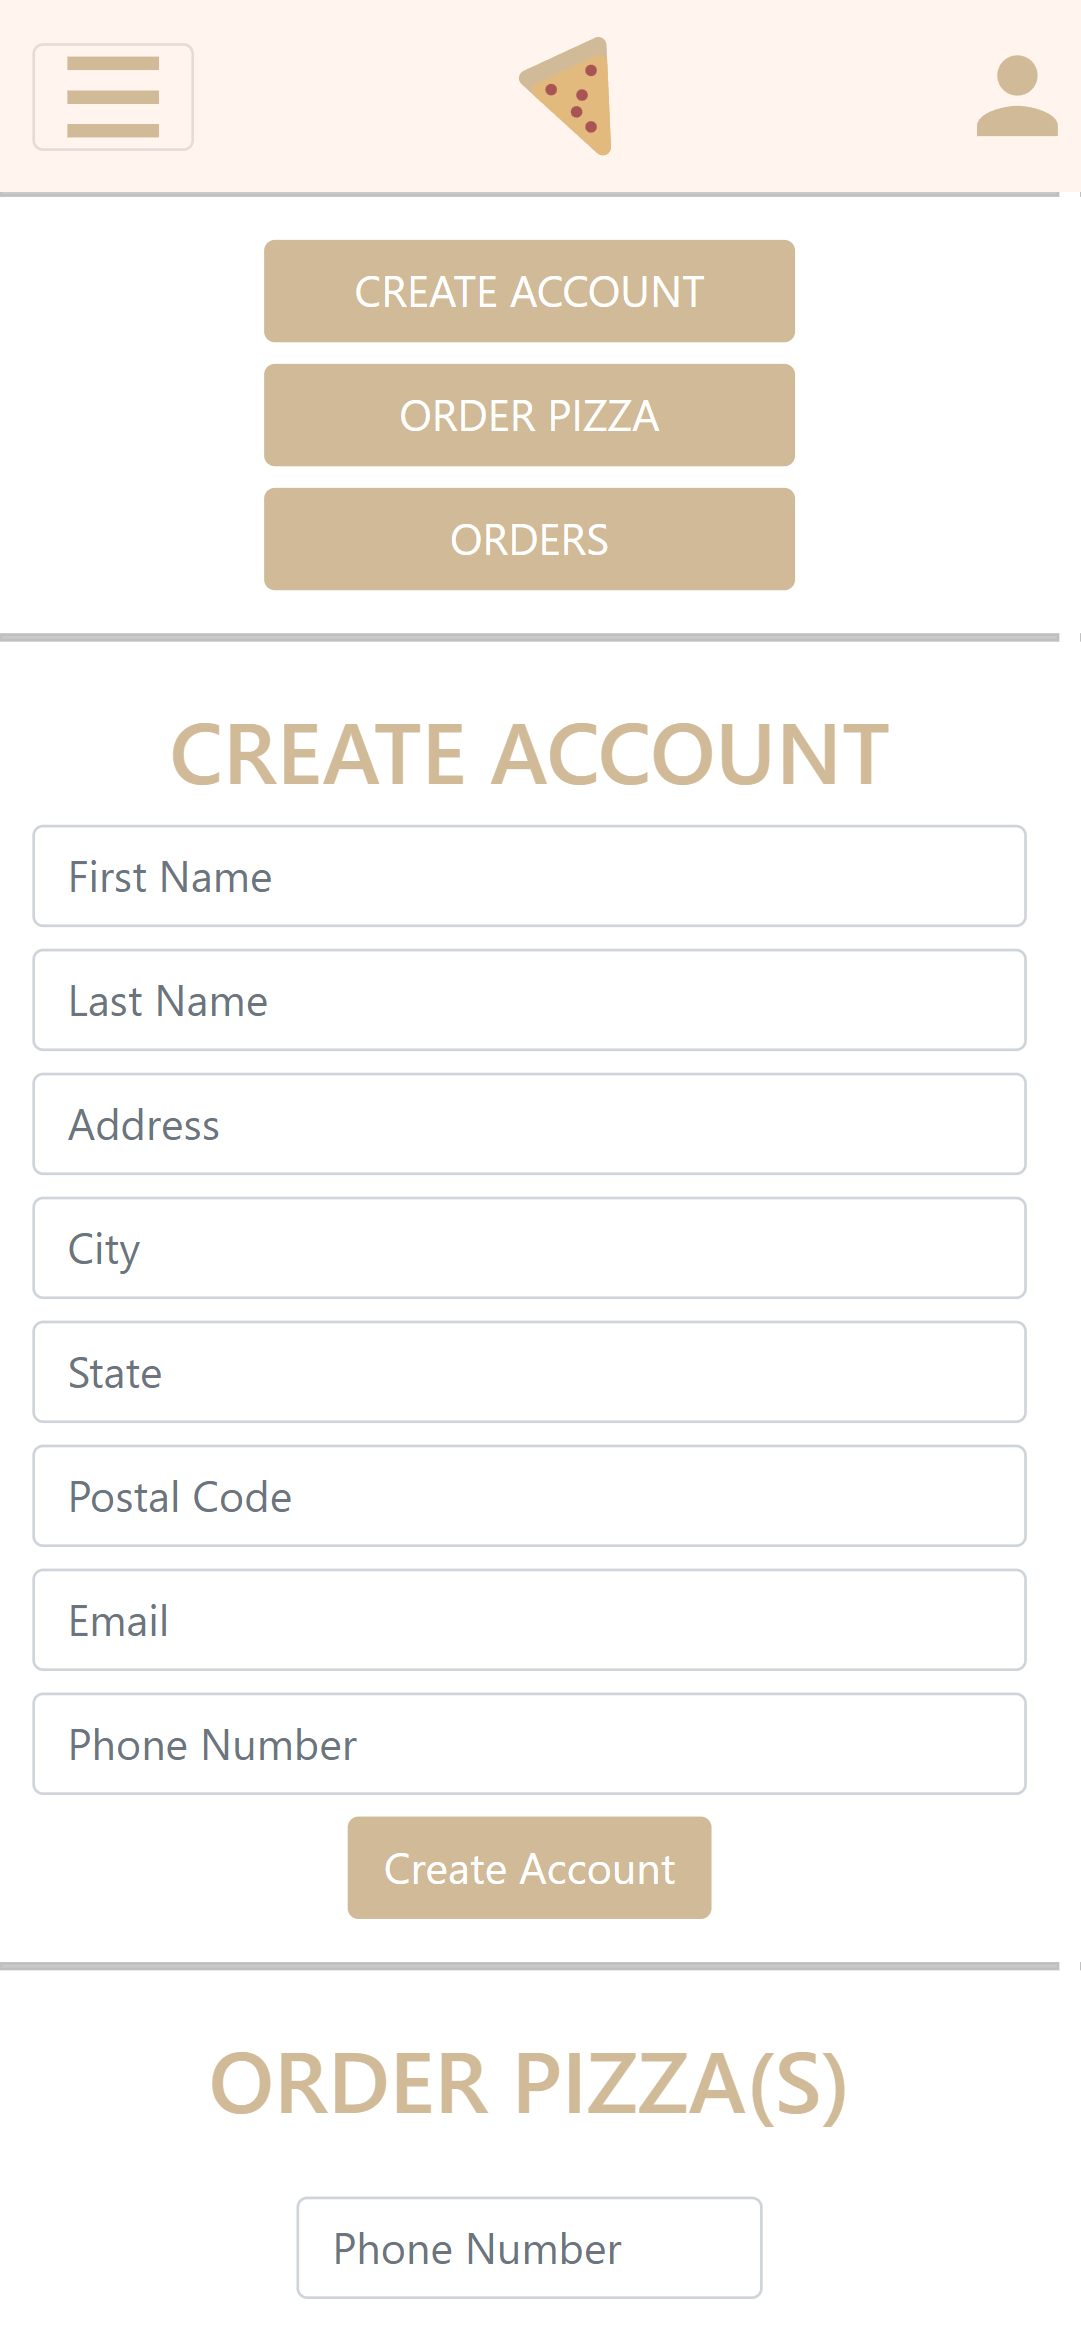 CREATE ACCOUNT
ORDER PIZZA
ORDERS
CREATE ACCOUNT
First Name
Last Name
Address
City
State
Postal Code
Email
Phone Number
Create Account
ORDER PIZZA(S)
Phone Number